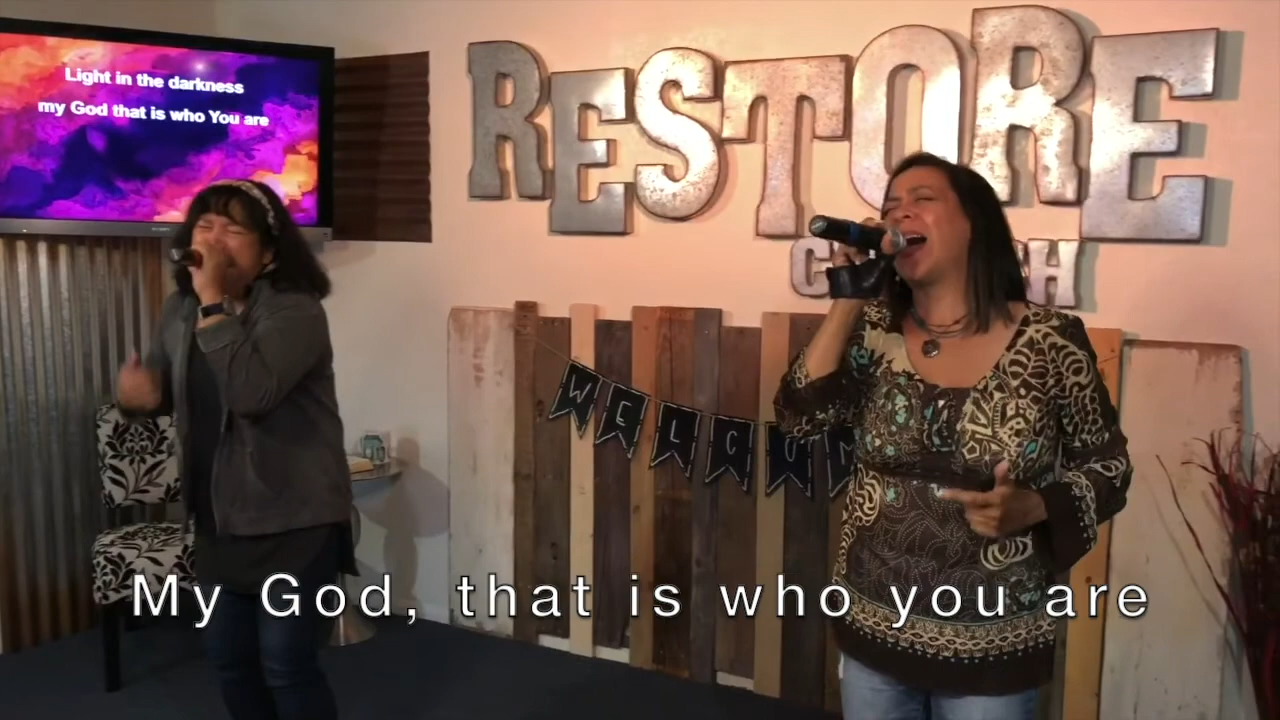 Light in the darkness
my God that is who You are
RESTORE
WELCOM
My God, that is who you are